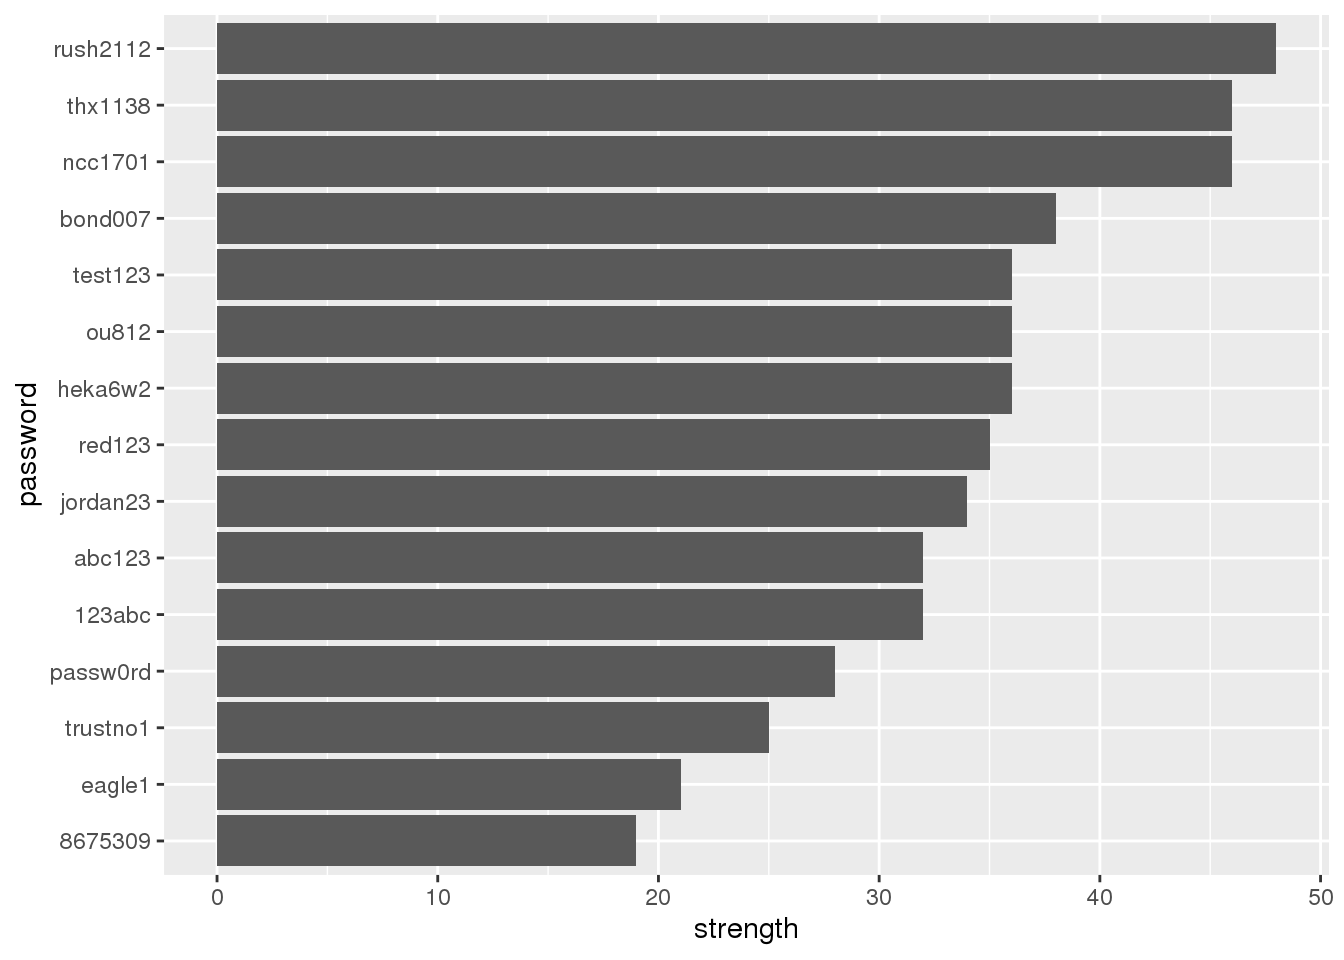 rush2112
thx1138
ncc1701
bond007
test123
ou812
heka6w2
red123
jordan23
abc123
123abc
passw0rd
trustno1
eagle1
8675309
password
0 10 20 30 40 50
strength